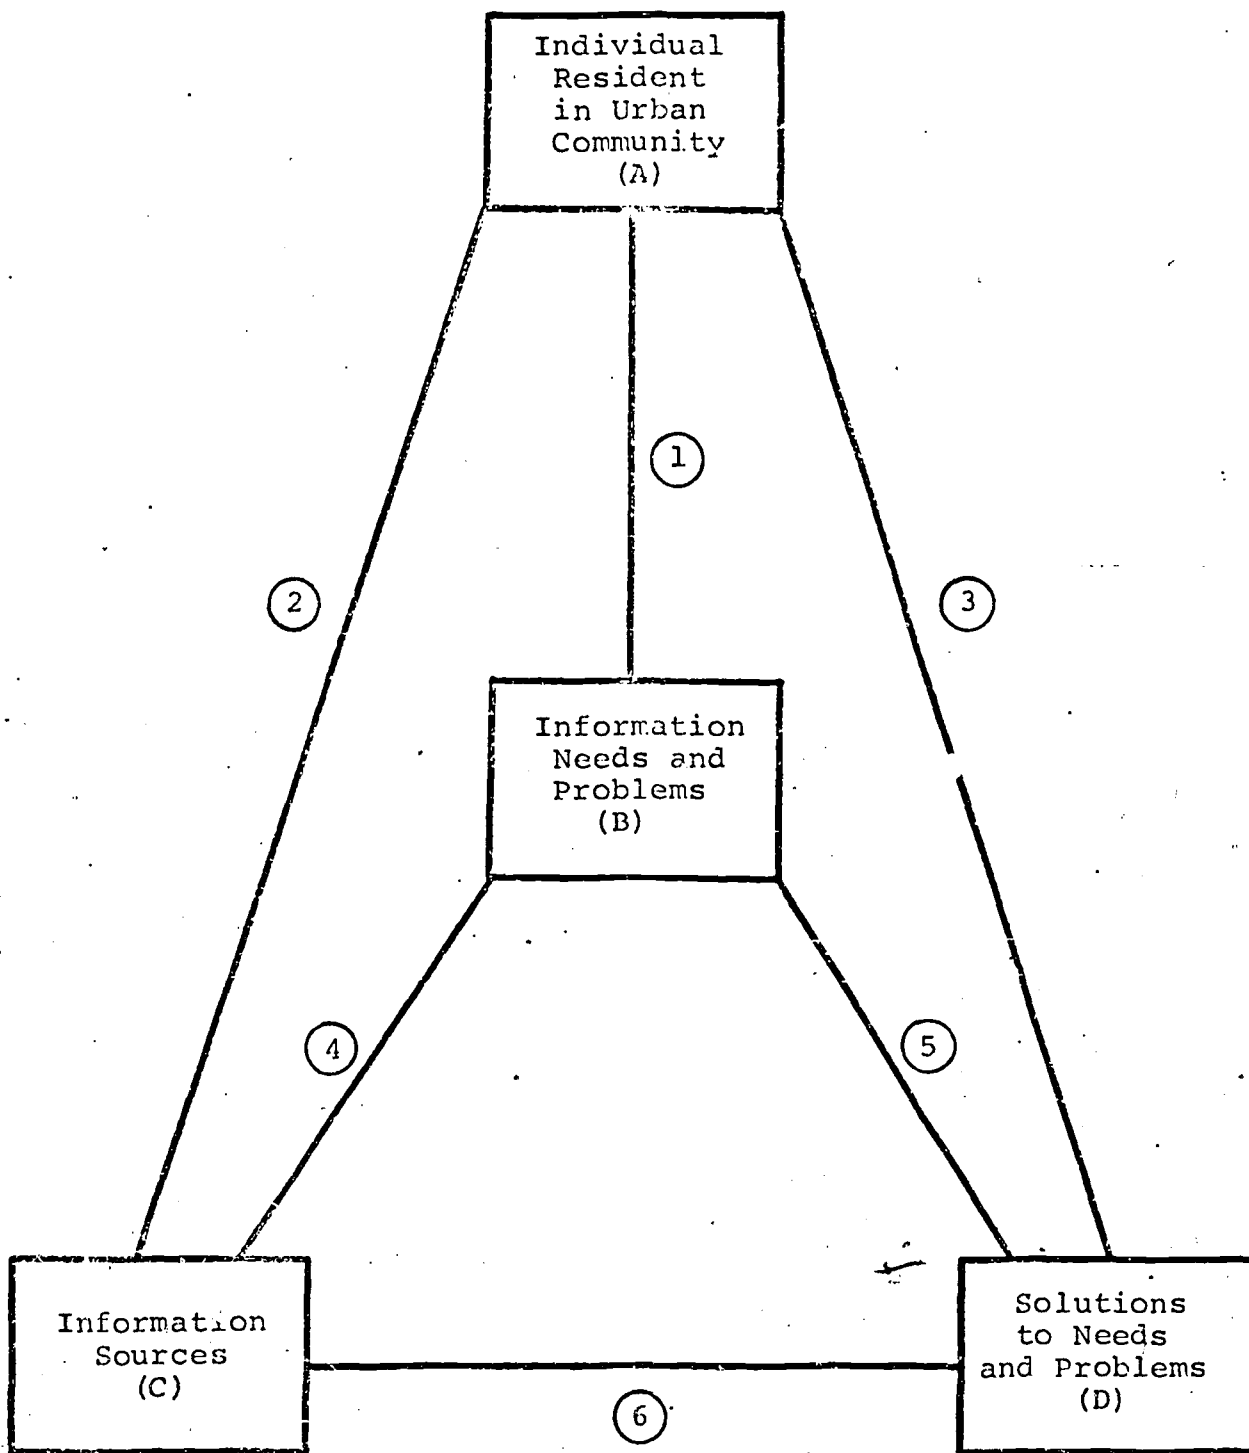 Individual
Resident
in Urban
Community
(A)
1
2
3
Information
Needs and
Problems
(B)
4
5
Information
Sources
(C)
Solutions
to Needs
and Problems
(D)
6